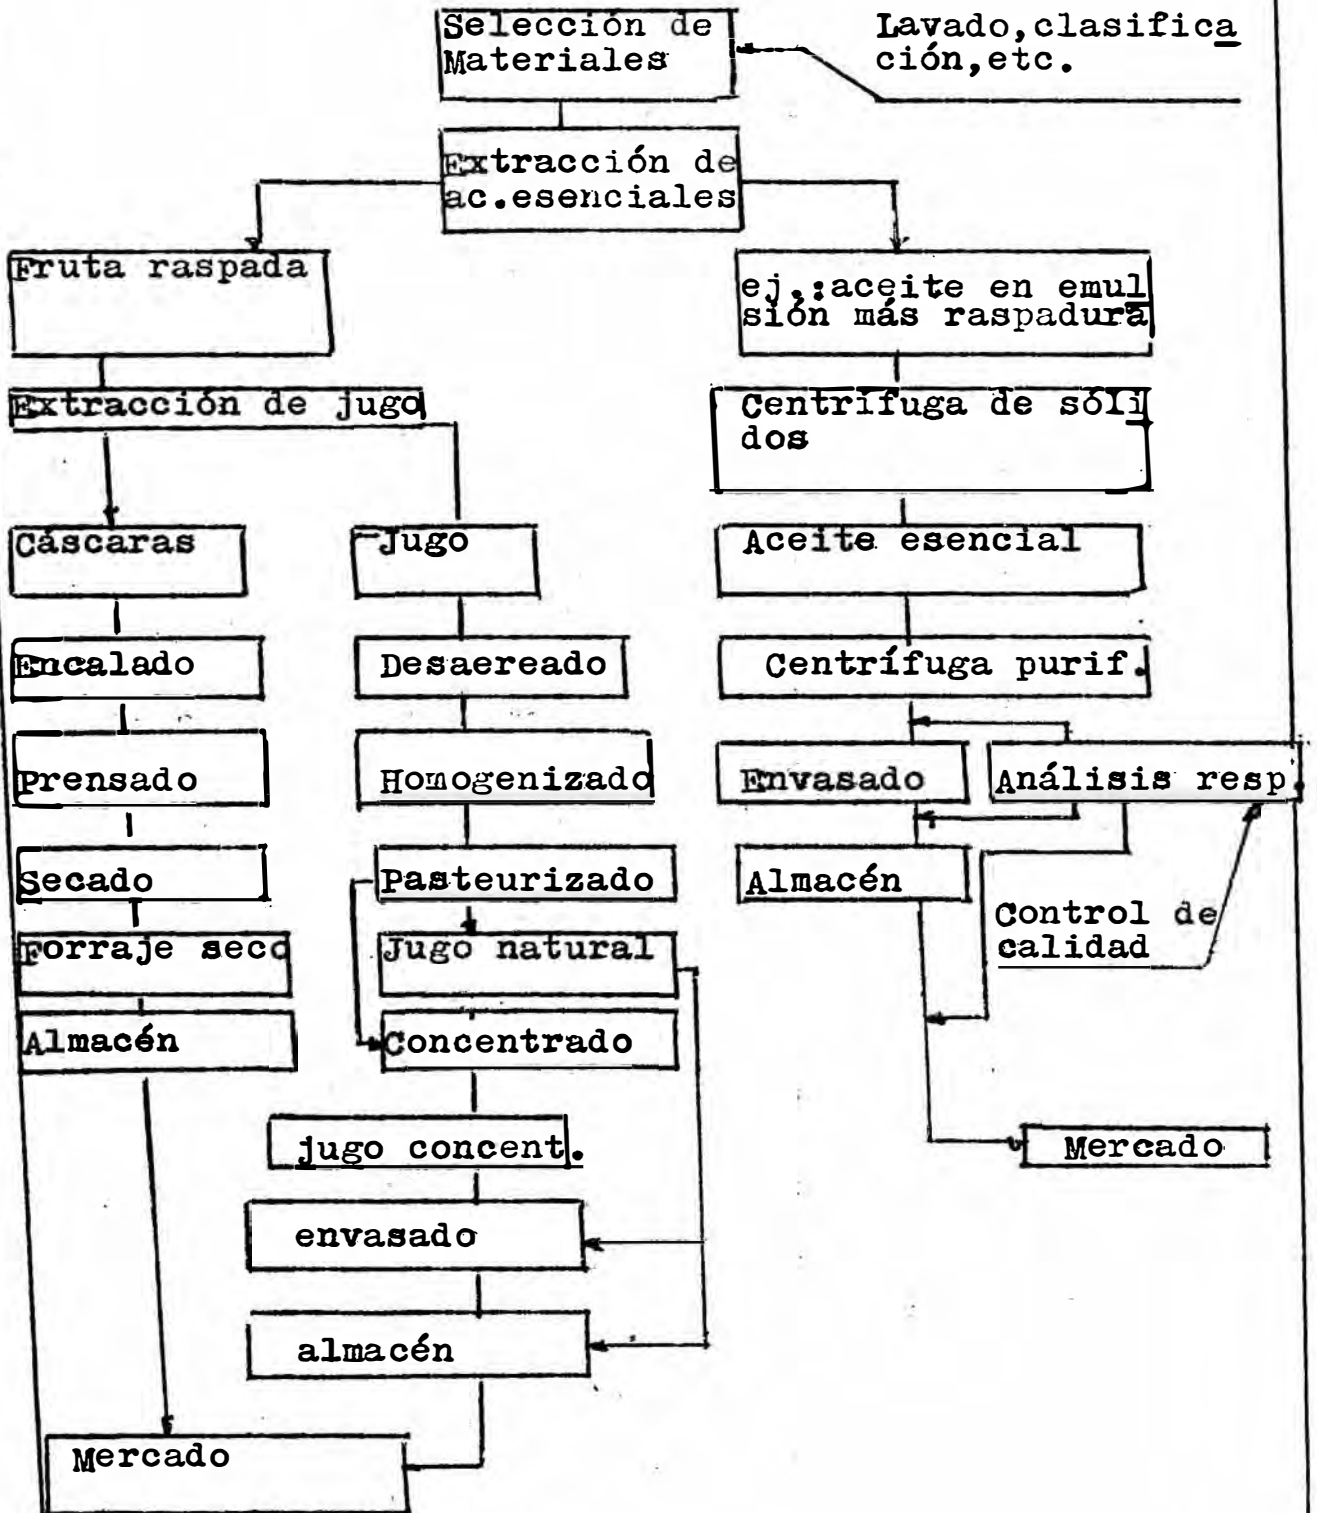 Selección de
Materiales
Lavado,clasifica
ción,etc.
Extracción de
ac.esenciales
Fruta raspada
ej.:aceite en emul
sión más raspadura
Extracción de jugo
Centrífuga de sóli
dos
Cáscaras
Jugo
Aceite esencial
Encalado
Desaereado
Centrífuga purif.
Prensado
Homogenizado
Envasado
Análisis resp.
Secado
Pasteurizado
Almacén
Control de
calidad
Forraje seco
Jugo natural
Almacén
Concentrado
jugo concent.
Mercado
envasado
almacén
Mercado